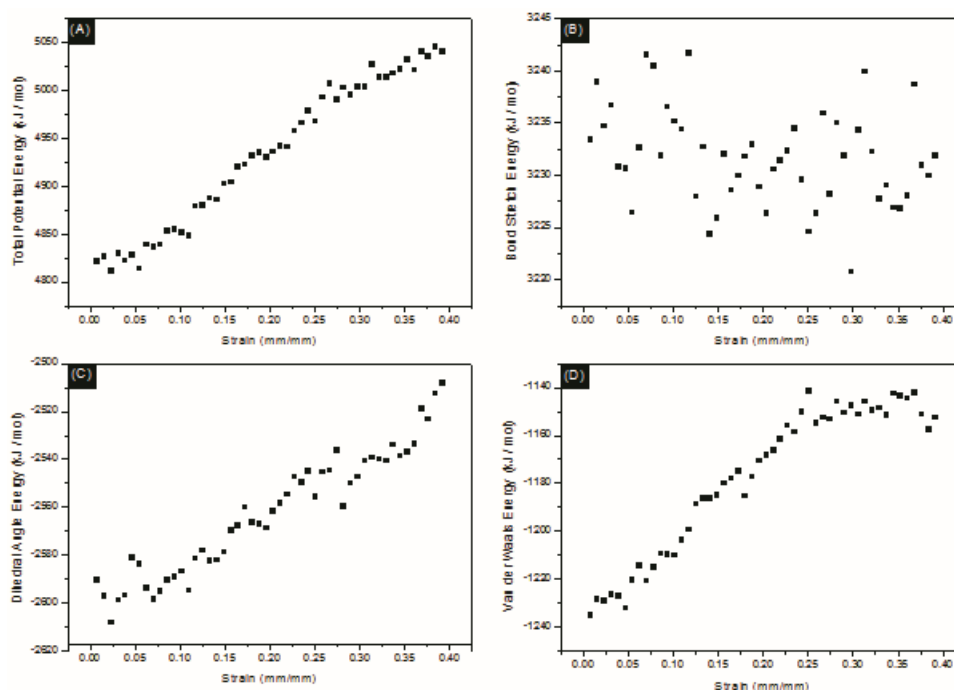 (A)
Total Potential Energy (kJ / mol)
5050
5000
4950
4900
4850
4800
0.00 0.05 0.10 0.15 0.20 0.25 0.30 0.35 0.40
Strain (mm/mm)
(B)
Bond Stretch Energy (kJ / mol)
3245
3240
3235
3230
3225
3220
0.00 0.05 0.10 0.15 0.20 0.25 0.30 0.35 0.40
Strain (mm/mm)
(C)
Dihedral Angle Energy (kJ / mol)
-2500
-2520
-2540
-2560
-2580
-2600
-2620
0.00 0.05 0.10 0.15 0.20 0.25 0.30 0.35 0.40
Strain (mm/mm)
(D)
Van der Waals Energy (kJ / mol)
-1140
-1160
-1180
-1200
-1220
-1240
0.00 0.05 0.10 0.15 0.20 0.25 0.30 0.35 0.40
Strain (mm/mm)